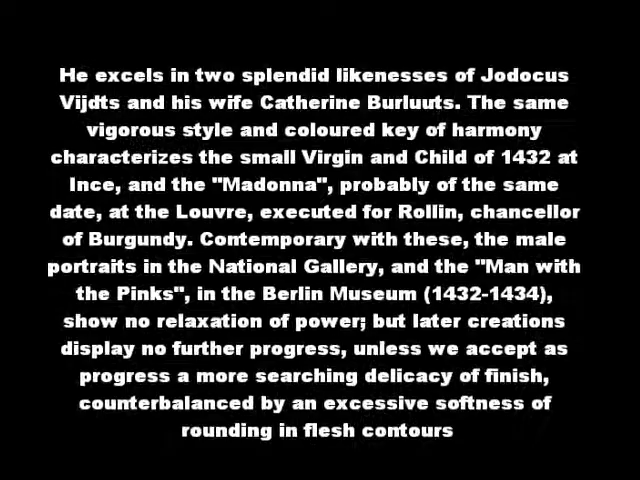 He excels in two splendid likenesses of Jodocus
Vijdts and his wife Catherine Burluuts. The same
vigorous style and coloured key of harmony
characterizes the small Virgin and Child of 1432 at
Ince, and the "Madonna", probably of the same
date, at the Louvre, executed for Rollin, chancellor
of Burgundy. Contemporary with these, the male
portraits in the National Gallery, and the "Man with
the Pinks", in the Berlin Museum (1432-1434),
show no relaxation of power; but later creations
display no further progress, unless we accept as
progress a more searching delicacy of finish,
counterbalanced by an excessive softness of
rounding in flesh contours